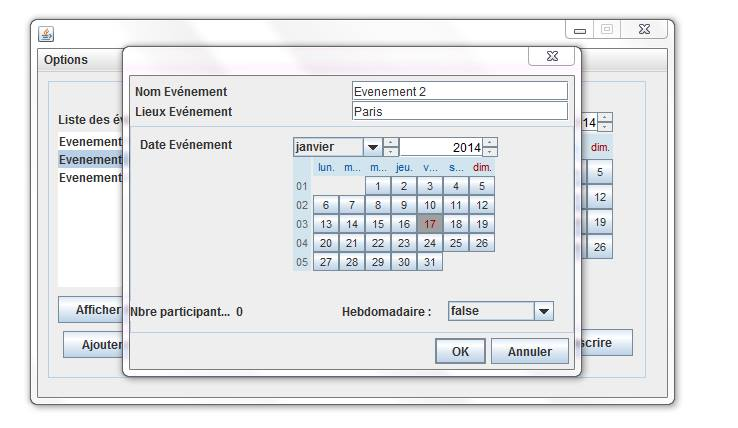 Options
Nom Evénement Evenement 2
Lieux Evénement Paris
Liste des é
14
Date Evénement janvier 2014
Evenement
Evenement
Evenement
lun. m... m... jeu. v... s... dim.
01 1 2 3 4 5
02 6 7 8 9 10 11 12
03 13 14 15 16 17 18 19
04 20 21 22 23 24 25 26
05 27 28 29 30 31
dim.
5
12
19
26
Afficher
Nbre participant... 0 Hebdomadaire : false
Ajouter
OK Annuler
scrire